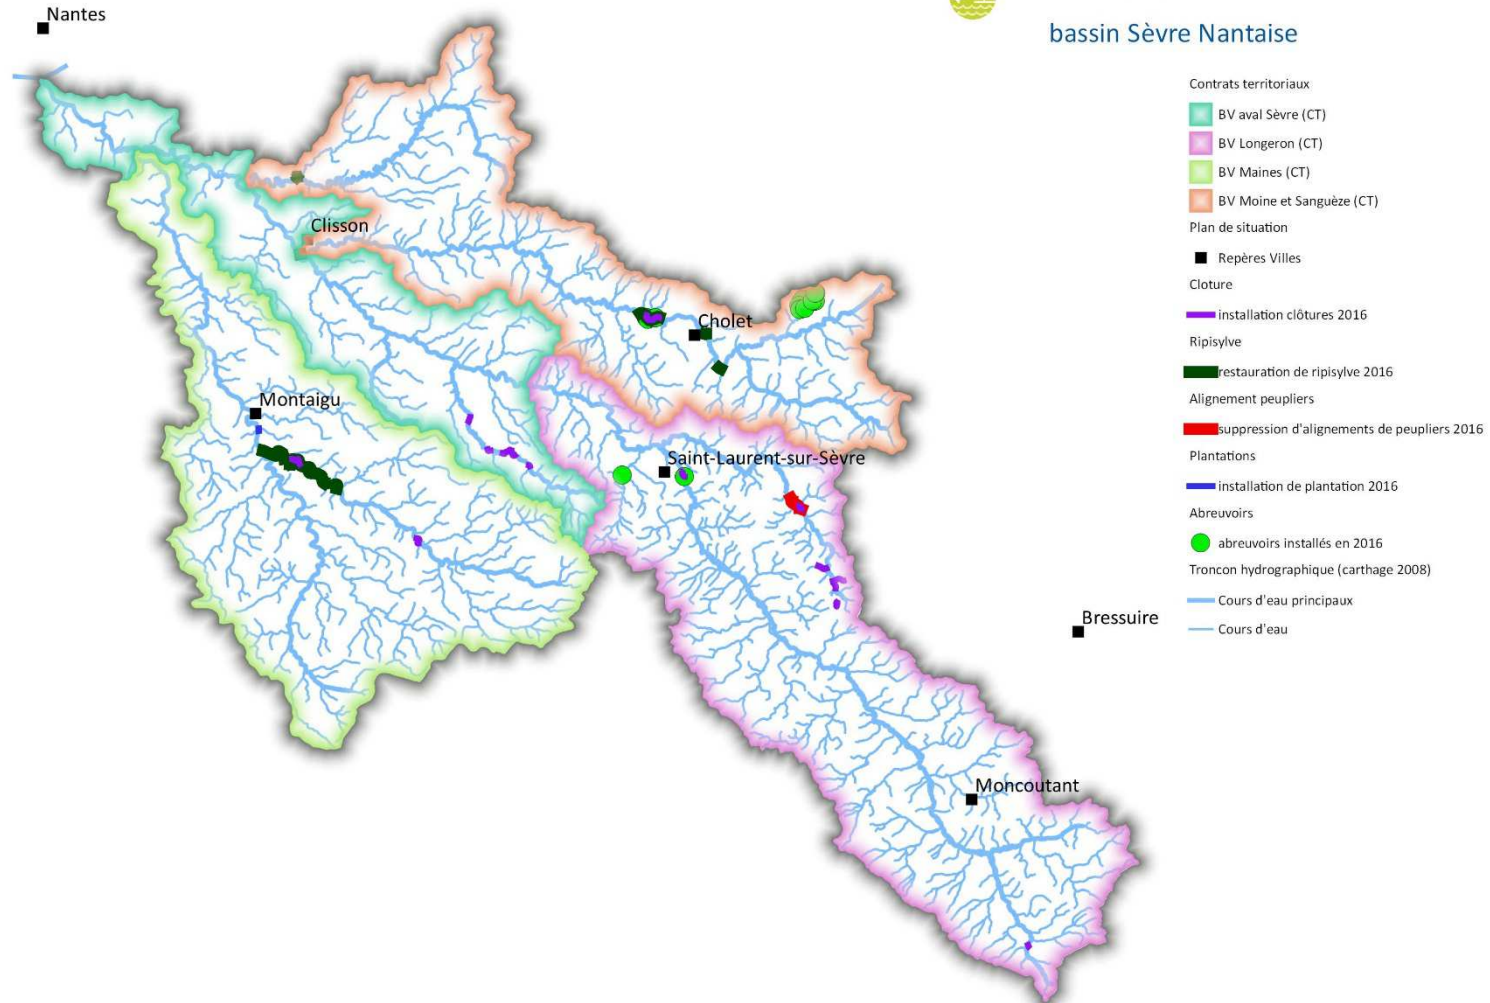 Nantes
bassin Sèvre Nantaise
Contrats territoriaux
BV aval Sèvre (CT)
BV Longeron (CT)
BV Maines (CT)
BV Moine et Sanguèze (CT)
Plan de situation
Repères Villes
Cloture
installation clôtures 2016
Ripisylve
restauration de ripisylve 2016
Alignement peupliers
suppression d'alignements de peupliers 2016
Plantations
installation de plantation 2016
Abreuvoirs
abreuvoirs installés en 2016
Troncon hydrographique (carthage 2008)
Cours d'eau principaux
Cours d'eau
Clisson
Cholet
Montaigu
Saint-Laurent-sur-Sèvre
Bressuire
Moncoutant